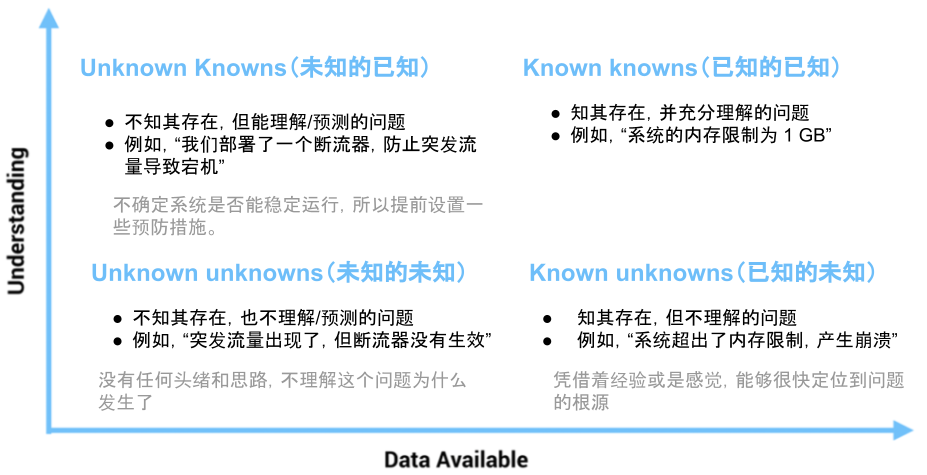 Understanding
Unknown Knowns（未知的已知）
● 不知其存在，但能理解/预测的问题
● 例如，“我们部署了一个断流器，防止突发流
量导致宕机”
不确定系统是否能稳定运行，所以提前设置一
些预防措施。
Known knowns（已知的已知）
● 知其存在，并充分理解的问题
● 例如，“系统的内存限制为 1 GB”
Unknown unknowns（未知的未知）
● 不知其存在，也不理解/预测的问题
● 例如，“突发流量出现了，但断流器没有生效”
没有任何头绪和思路，不理解这个问题为什么
发生了
Known unknowns（已知的未知）
● 知其存在，但不理解的问题
● 例如，“系统超出了内存限制，产生崩溃”
凭借着经验或是感觉，能够很快定位到问题
的根源
Data Available